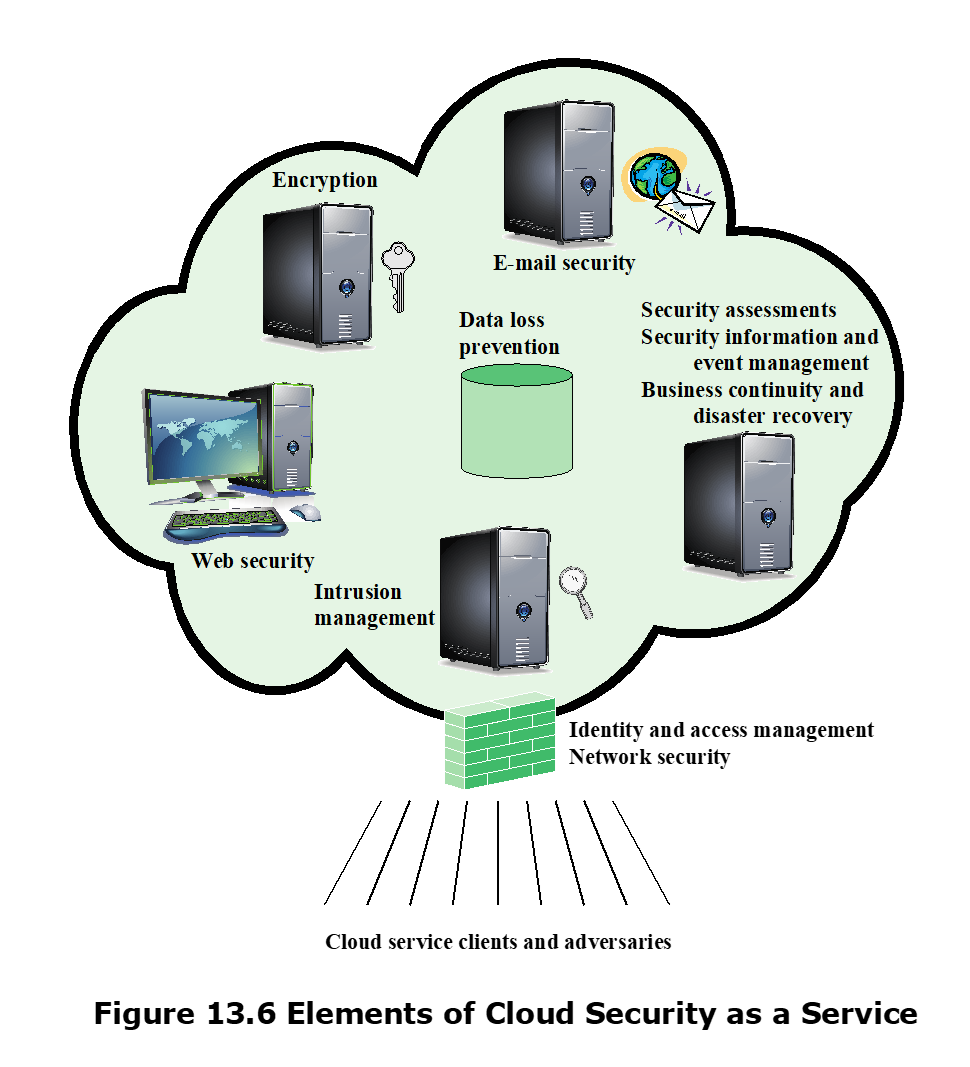 Encryption
E-mail security
Data loss
prevention
Security assessments
Security information and
event management
Business continuity and
disaster recovery
Web security
Intrusion
management
Identity and access management
Network security
Cloud service clients and adversaries
Figure 13.6 Elements of Cloud Security as a Service